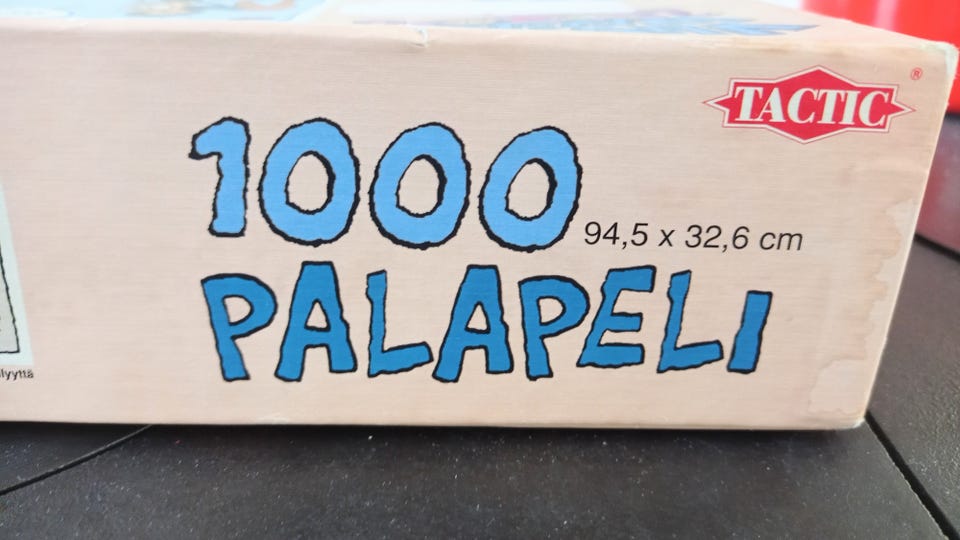 TACTIC®
1000
94,5 x 32,6 cm
PALAPELI